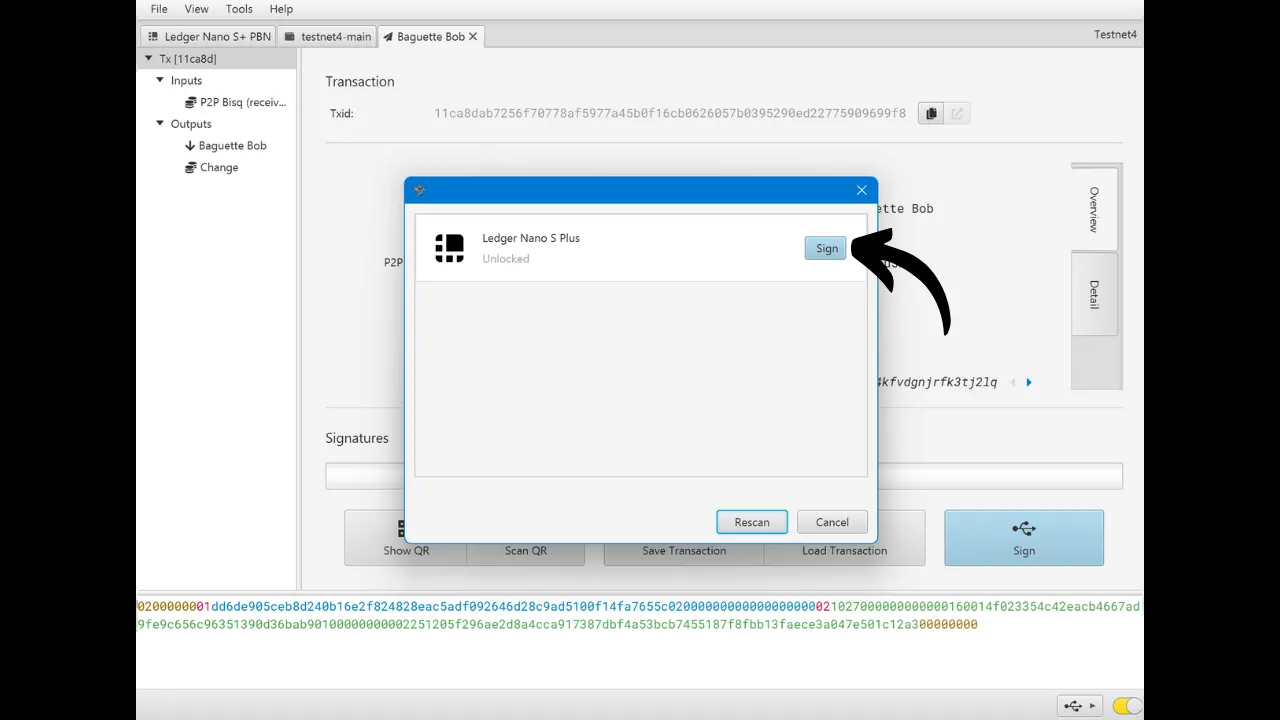 File View Tools Help
Ledger Nano S+ PBN testnet4-main Baguette Bob Testnet4
Tx [11ca8d]
Inputs
P2P Bisq (receiv...
Outputs
Baguette Bob
Change
Transaction
Txid: 11ca8dab7256f70778af5977a45b0f16cb0626057b0395290ed22775909699f8
ette Bob
P2P
Overview
Detail
Ledger Nano S Plus
Unlocked
Sign
4kfvdgnjrfk3tj2lq
Signatures
Rescan Cancel
Show QR Scan QR Save Transaction Load Transaction Sign
0200000001dd6de905ceb8d240b16e2f824828eac5adf092646d28c9ad5100f14fa7655c02000000000000000000021027000000000000160014f023354c42eacb4667ad
9fe9c656c96351390d36bab90100000000002251205f296ae2d8a4cca917387dbf4a53bcb7455187f8fbb13faece3a047e501c12a300000000